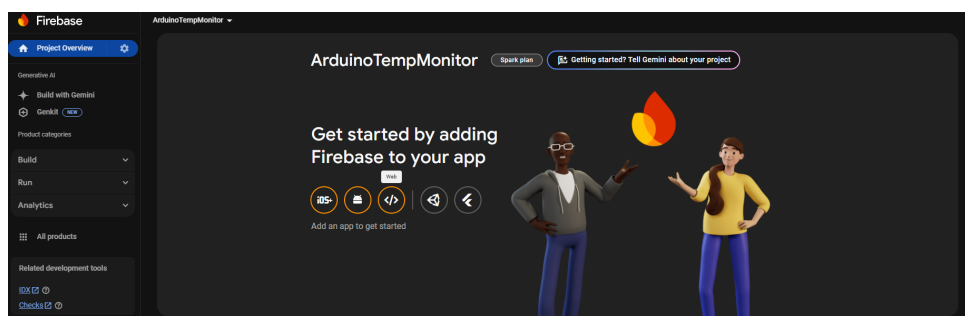 Firebase
ArduinoTempMonitor
Project Overview
Generative AI
Build with Gemini
Genkit NEW
Product categories
Build
Run
Analytics
All products
Related development tools
IDX
Checks
ArduinoTempMonitor Spark plan Getting started? Tell Gemini about your project
Get started by adding
Firebase to your app
Web
iOS+ </>
Add an app to get started